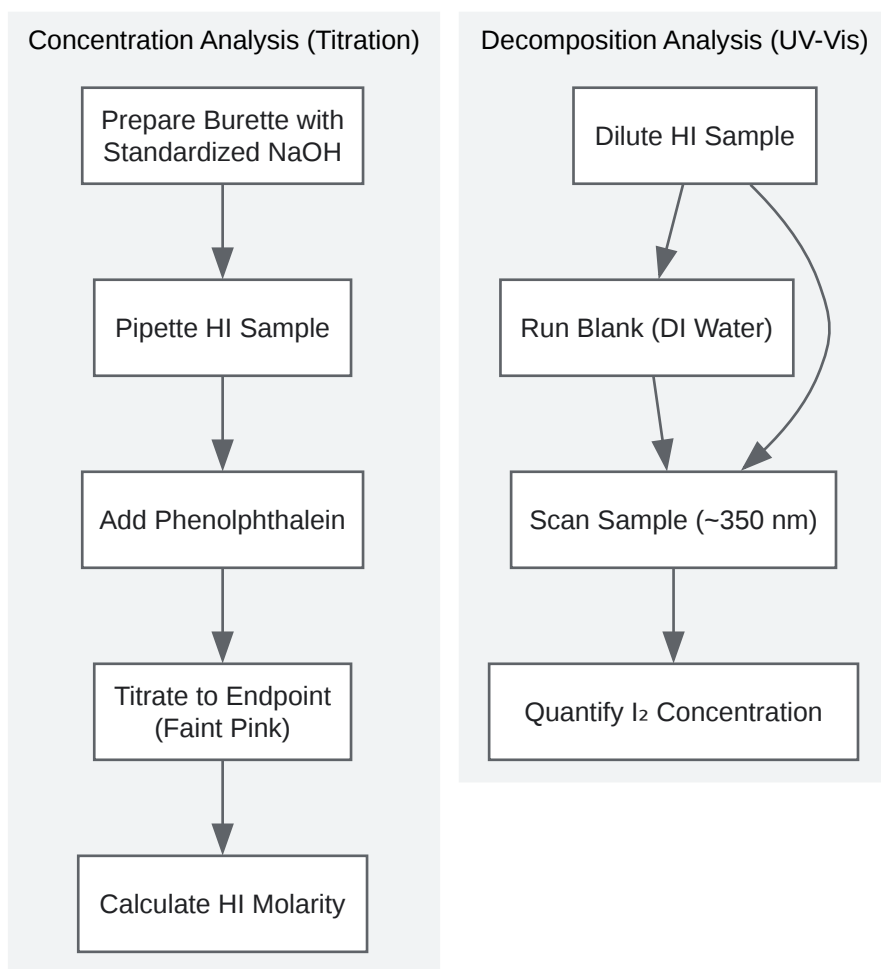 Concentration Analysis (Titration)
Prepare Burette with
Standardized NaOH
Pipette HI Sample
Add Phenolphthalein
Titrate to Endpoint
(Faint Pink)
Calculate HI Molarity
Decomposition Analysis (UV-Vis)
Dilute HI Sample
Run Blank (DI Water)
Scan Sample (~350 nm)
Quantify I₂ Concentration